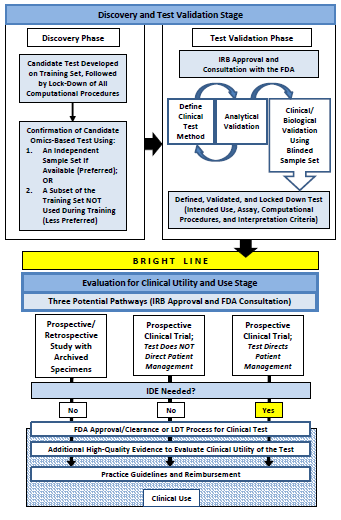 Discovery and Test Validation Stage
Discovery Phase
Candidate Test Developed
on Training Set, Followed
by Lock-Down of All
Computational Procedures
Confirmation of Candidate
Omics-Based Test Using:
1. An Independent
Sample Set If
Available (Preferred);
OR
2. A Subset of the
Training Set NOT
Used During Training
(Less Preferred)
Test Validation Phase
IRB Approval and
Consultation with the FDA
Define
Clinical
Test
Method
Analytical
Validation
Clinical/
Biological
Validation
Using
Blinded
Sample Set
Defined, Validated, and Locked Down Test
(Intended Use, Assay, Computational
Procedures, and Interpretation Criteria)
BRIGHT LINE
Evaluation for Clinical Utility and Use Stage
Three Potential Pathways (IRB Approval and FDA Consultation)
Prospective/
Retrospective
Study with
Archived
Specimens
Prospective
Clinical Trial;
Test Does NOT
Direct Patient
Management
Prospective
Clinical Trial;
Test Directs
Patient
Management
IDE Needed?
No
No
Yes
FDA Approval/Clearance or LDT Process for Clinical Test
Additional High-Quality Evidence to Evaluate Clinical Utility of the Test
Practice Guidelines and Reimbursement
Clinical Use